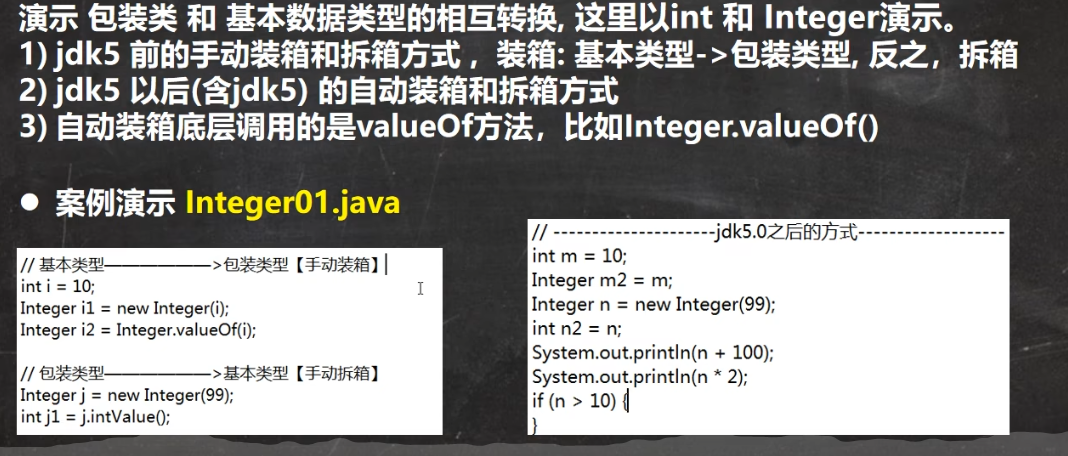 演示 包装类 和 基本数据类型的相互转换, 这里以int 和 Integer演示。
1) jdk5 前的手动装箱和拆箱方式 ，装箱: 基本类型->包装类型, 反之，拆箱
2) jdk5 以后(含jdk5) 的自动装箱和拆箱方式
3) 自动装箱底层调用的是valueOf方法，比如Integer.valueOf()
● 案例演示 Integer01.java
// 基本类型——————>包装类型【手动装箱】
int i = 10;
Integer i1 = new Integer(i);
Integer i2 = Integer.valueOf(i);
// 包装类型——————>基本类型【手动拆箱】
Integer j = new Integer(99);
int j1 = j.intValue();
// ---------------------jdk5.0之后的方式-------------------
int m = 10;
Integer m2 = m;
Integer n = new Integer(99);
int n2 = n;
System.out.println(n + 100);
System.out.println(n * 2);
if (n > 10) {
}